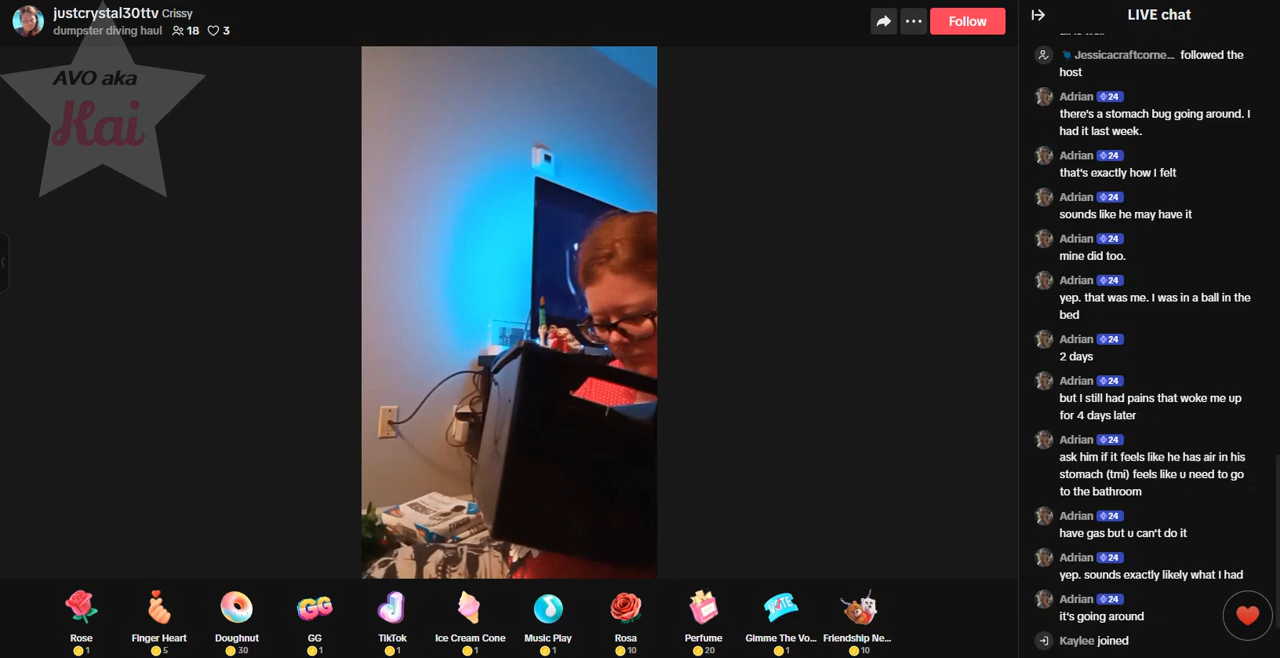 justcrystal30ttv Crissy
dumpster diving haul 18 3
Follow
LIVE chat
AVO aka
Kai
Jessicacraftcorne... followed the
host
Adrian 24
there's a stomach bug going around. I
had it last week.
Adrian 24
that's exactly how I felt
Adrian 24
sounds like he may have it
Adrian 24
mine did too.
Adrian 24
yep. that was me. I was in a ball in the
bed
Adrian 24
2 days
Adrian 24
but I still had pains that woke me up
for 4 days later
Adrian 24
ask him if it feels like he has air in his
stomach (tmi) feels like u need to go
to the bathroom
Adrian 24
have gas but u can't do it
Adrian 24
yep. sounds exactly likely what I had
Adrian 24
it's going around
Kaylee joined
GG
Rose Finger Heart Doughnut GG TikTok Ice Cream Cone Music Play Rosa Perfume Gimme The Vo... Friendship Ne...
1 5 30 1 1 1 1 10 20 1 10